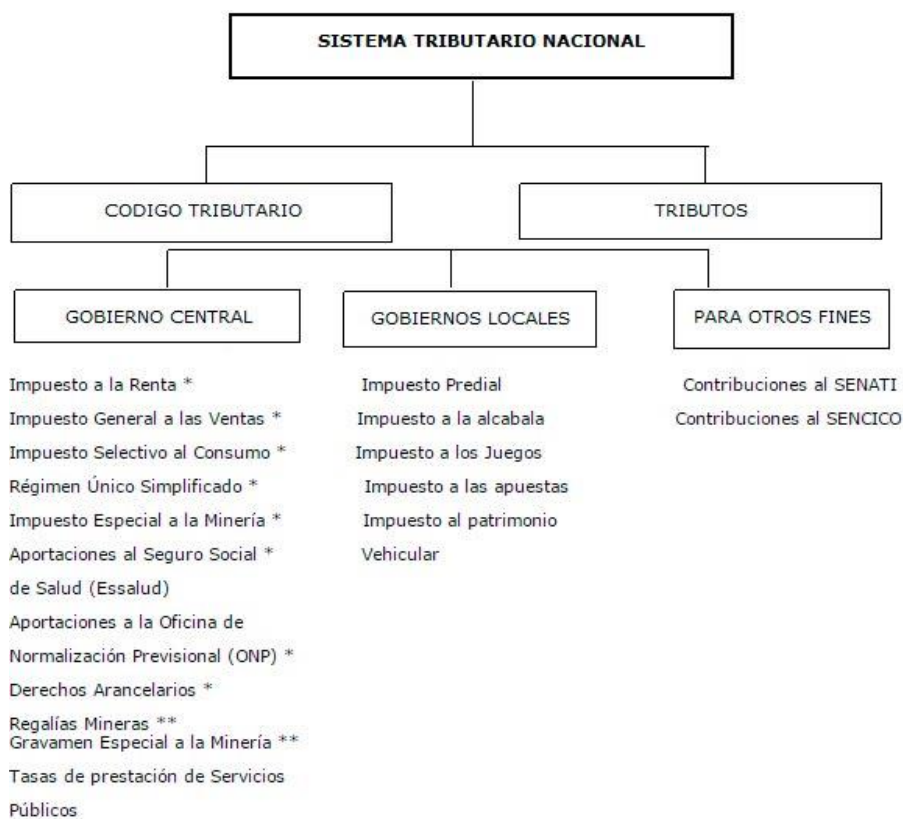 SISTEMA TRIBUTARIO NACIONAL
CODIGO TRIBUTARIO
TRIBUTOS
GOBIERNO CENTRAL
GOBIERNOS LOCALES
PARA OTROS FINES
Impuesto a la Renta *
Impuesto General a las Ventas *
Impuesto Selectivo al Consumo *
Régimen Único Simplificado *
Impuesto Especial a la Minería *
Aportaciones al Seguro Social *
de Salud (Essalud)
Aportaciones a la Oficina de
Normalización Previsional (ONP) *
Derechos Arancelarios *
Regalías Mineras **
Gravamen Especial a la Minería **
Tasas de prestación de Servicios
Públicos
Impuesto Predial
Impuesto a la alcabala
Impuesto a los Juegos
Impuesto a las apuestas
Impuesto al patrimonio
Vehicular
Contribuciones al SENATI
Contribuciones al SENCICO